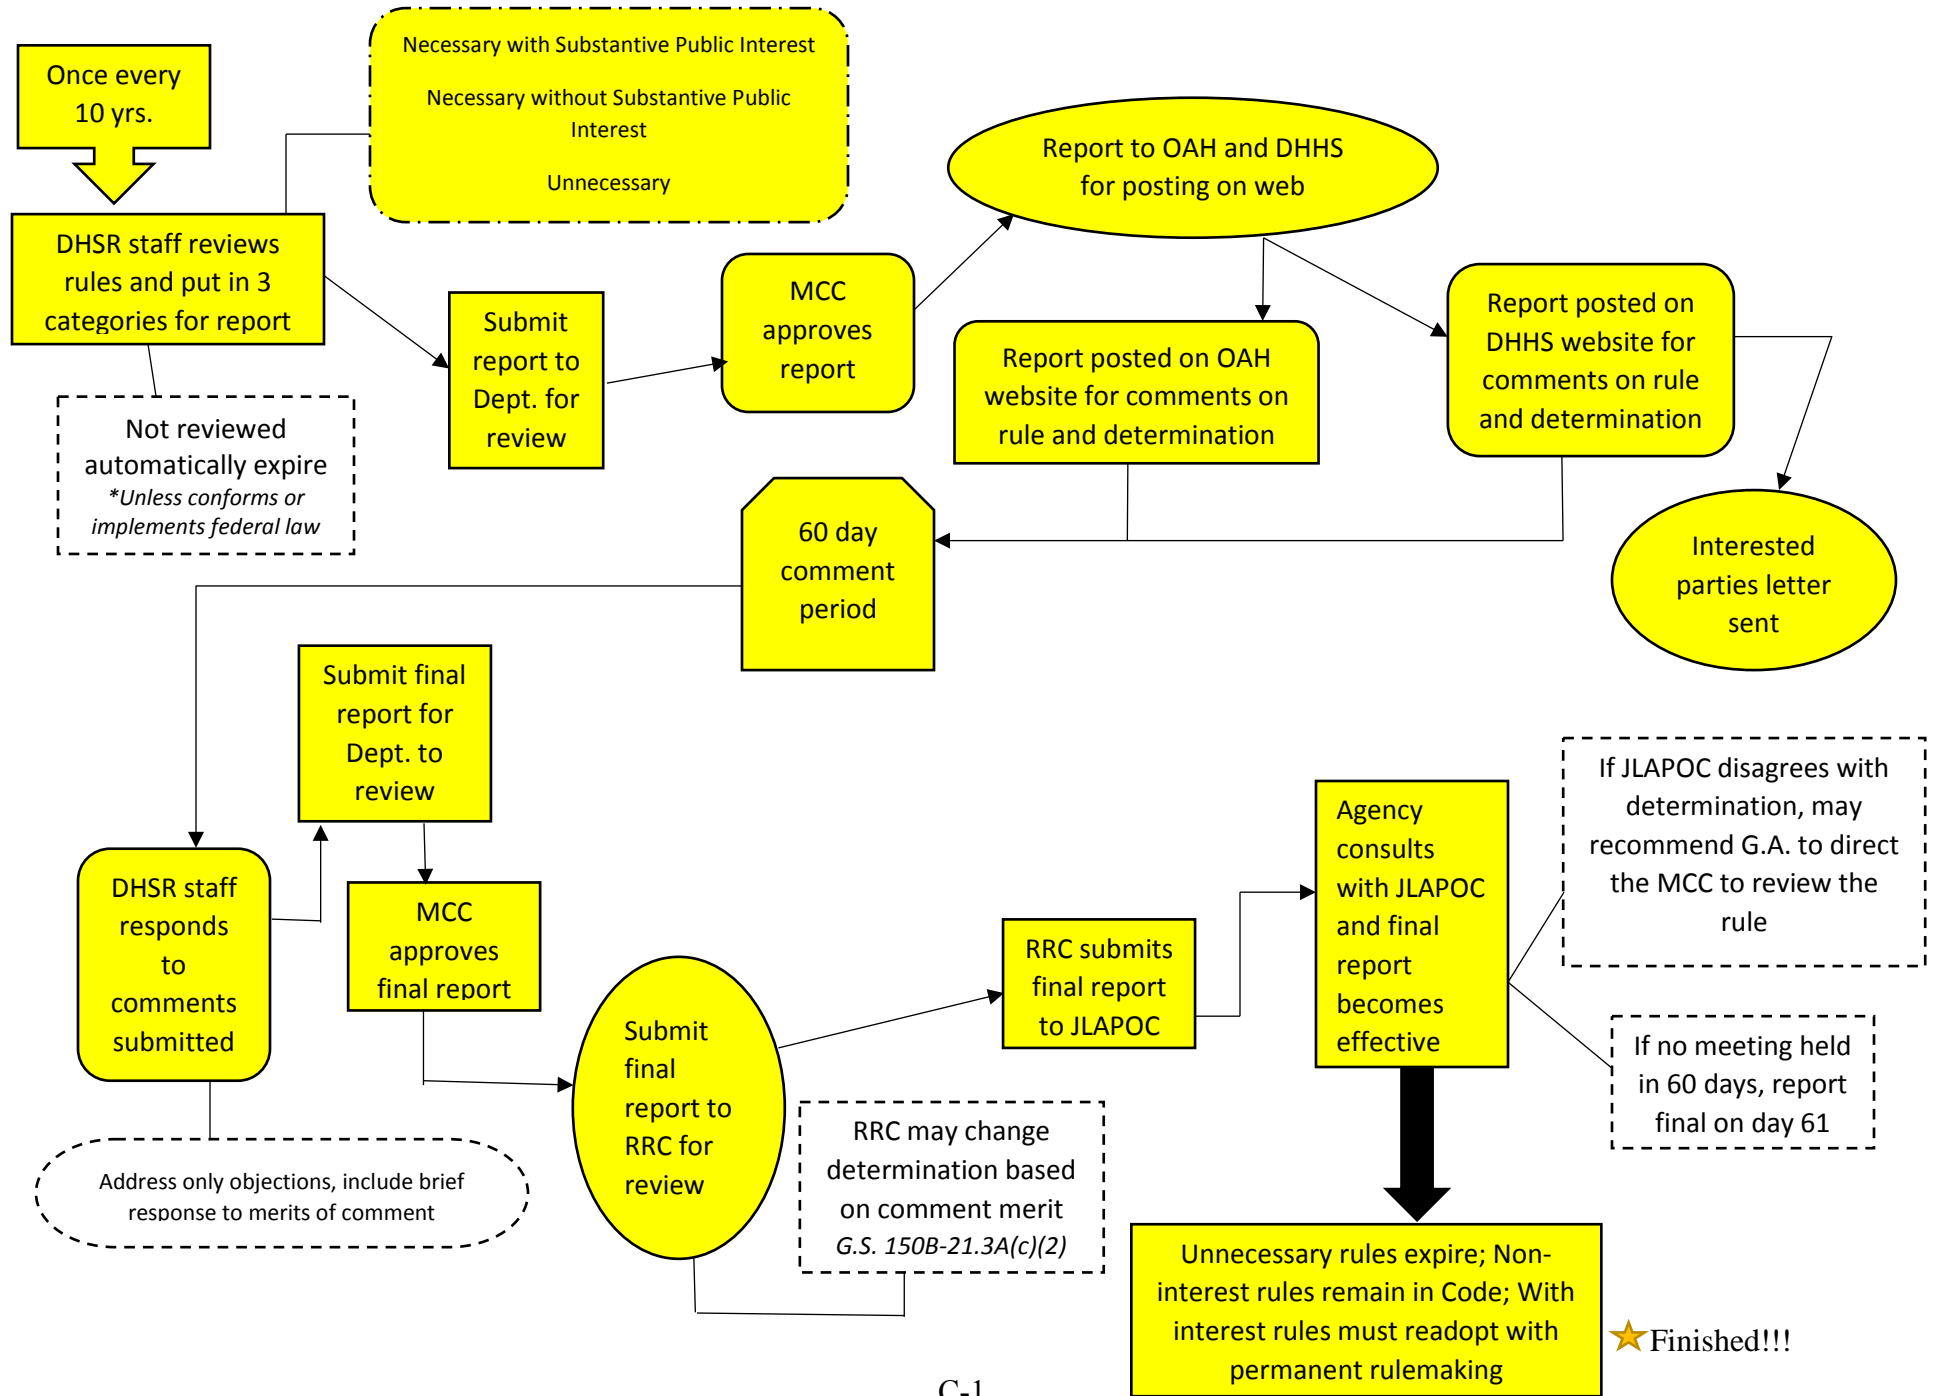 Once every
10 yrs.
Necessary with Substantive Public Interest
Necessary without Substantive Public
Interest
Unnecessary
DHSR staff reviews
rules and put in 3
categories for report
Not reviewed
automatically expire
*Unless conforms or
implements federal law
Submit
report to
Dept. for
review
MCC
approves
report
Report to OAH and DHHS
for posting on web
Report posted on OAH
website for comments on
rule and determination
Report posted on
DHHS website for
comments on rule
and determination
Interested
parties letter
sent
60 day
comment
period
DHSR staff
responds
to
comments
submitted
Address only objections, include brief
response to merits of comment
Submit final
report for
Dept. to
review
MCC
approves
final report
Submit
final
report to
RRC for
review
RRC may change
determination based
on comment merit
G.S. 150B-21.3A(c)(2)
RRC submits
final report
to JLAPOC
Agency
consults
with JLAPOC
and final
report
becomes
effective
If JLAPOC disagrees with
determination, may
recommend G.A. to direct
the MCC to review the
rule
If no meeting held
in 60 days, report
final on day 61
Unnecessary rules expire; Non-
interest rules remain in Code; With
interest rules must readopt with
permanent rulemaking
Finished!!!
C-1